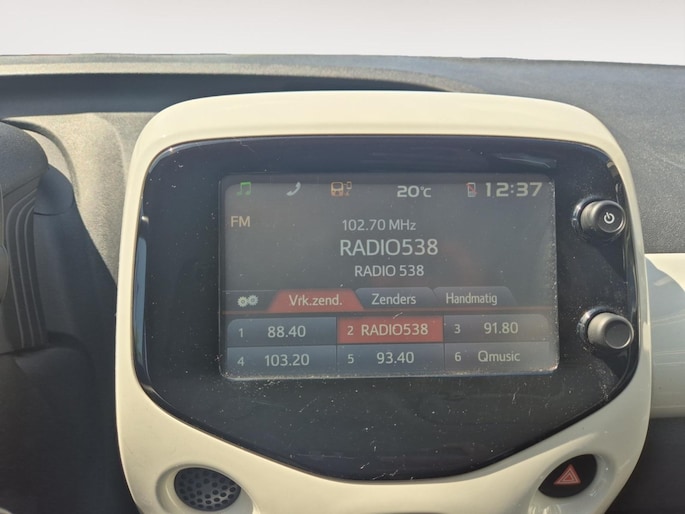 20°C 12:37
FM
102.70 MHz
RADIO538
RADIO 538
Vrk.zend. Zenders Handmatig
1 88.40 2 RADIO538 3 91.80
4 103.20 5 93.40 6 Qmusic